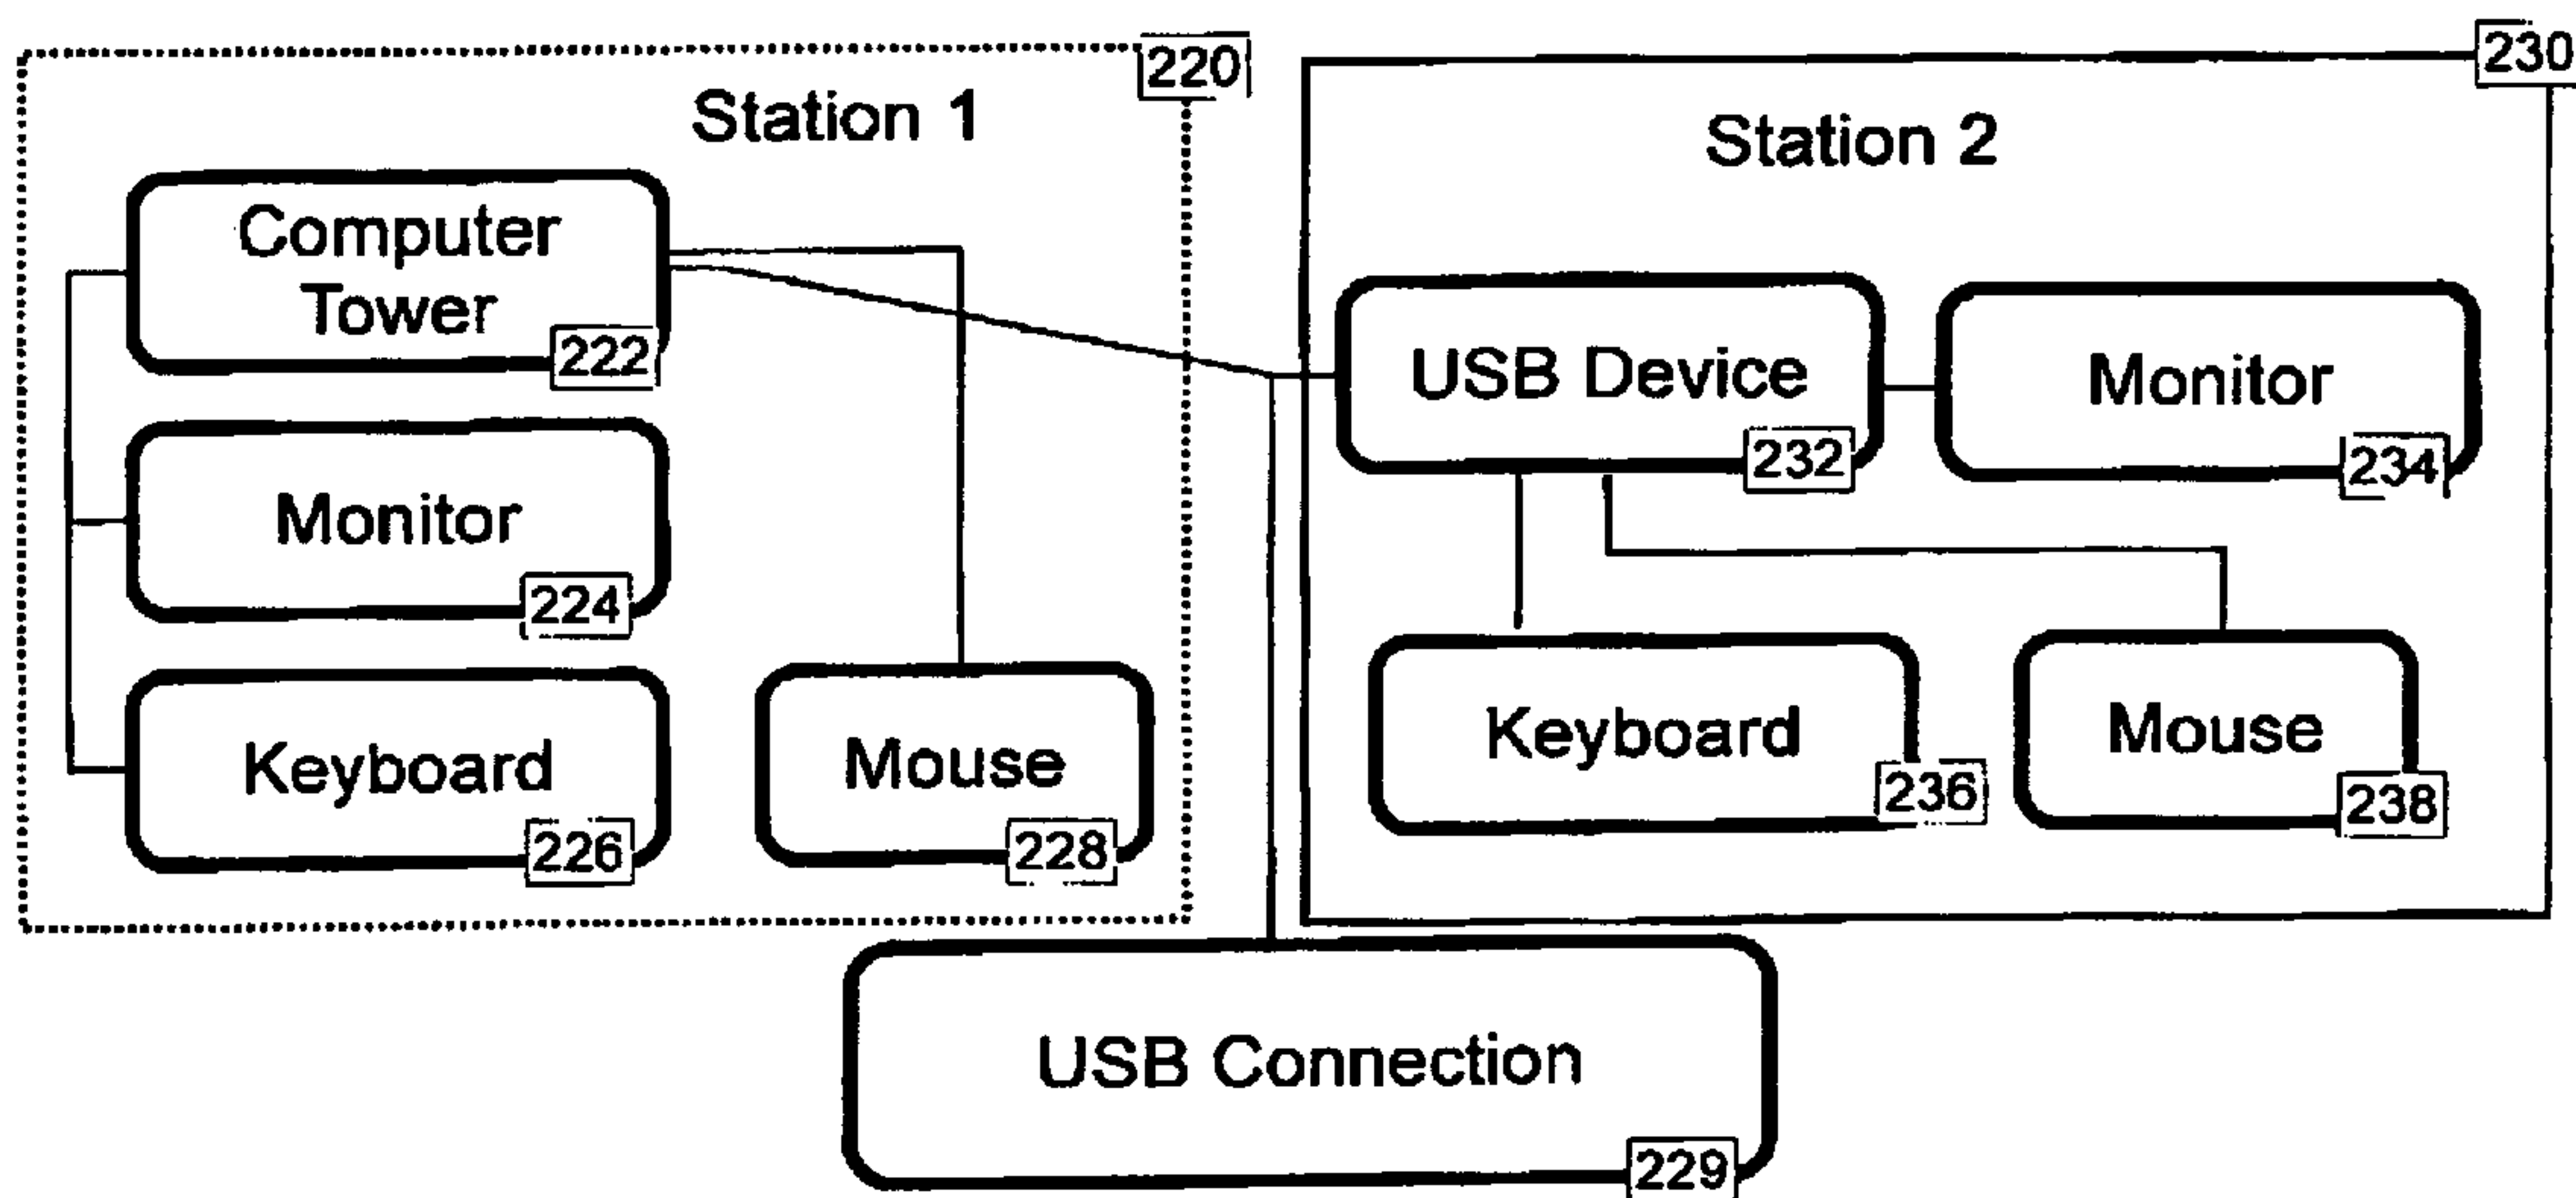 220
Station 1
Computer
Tower
222
Monitor
224
Keyboard
226
Mouse
228
230
Station 2
USB Device
232
Monitor
234
Keyboard
236
Mouse
238
USB Connection
229